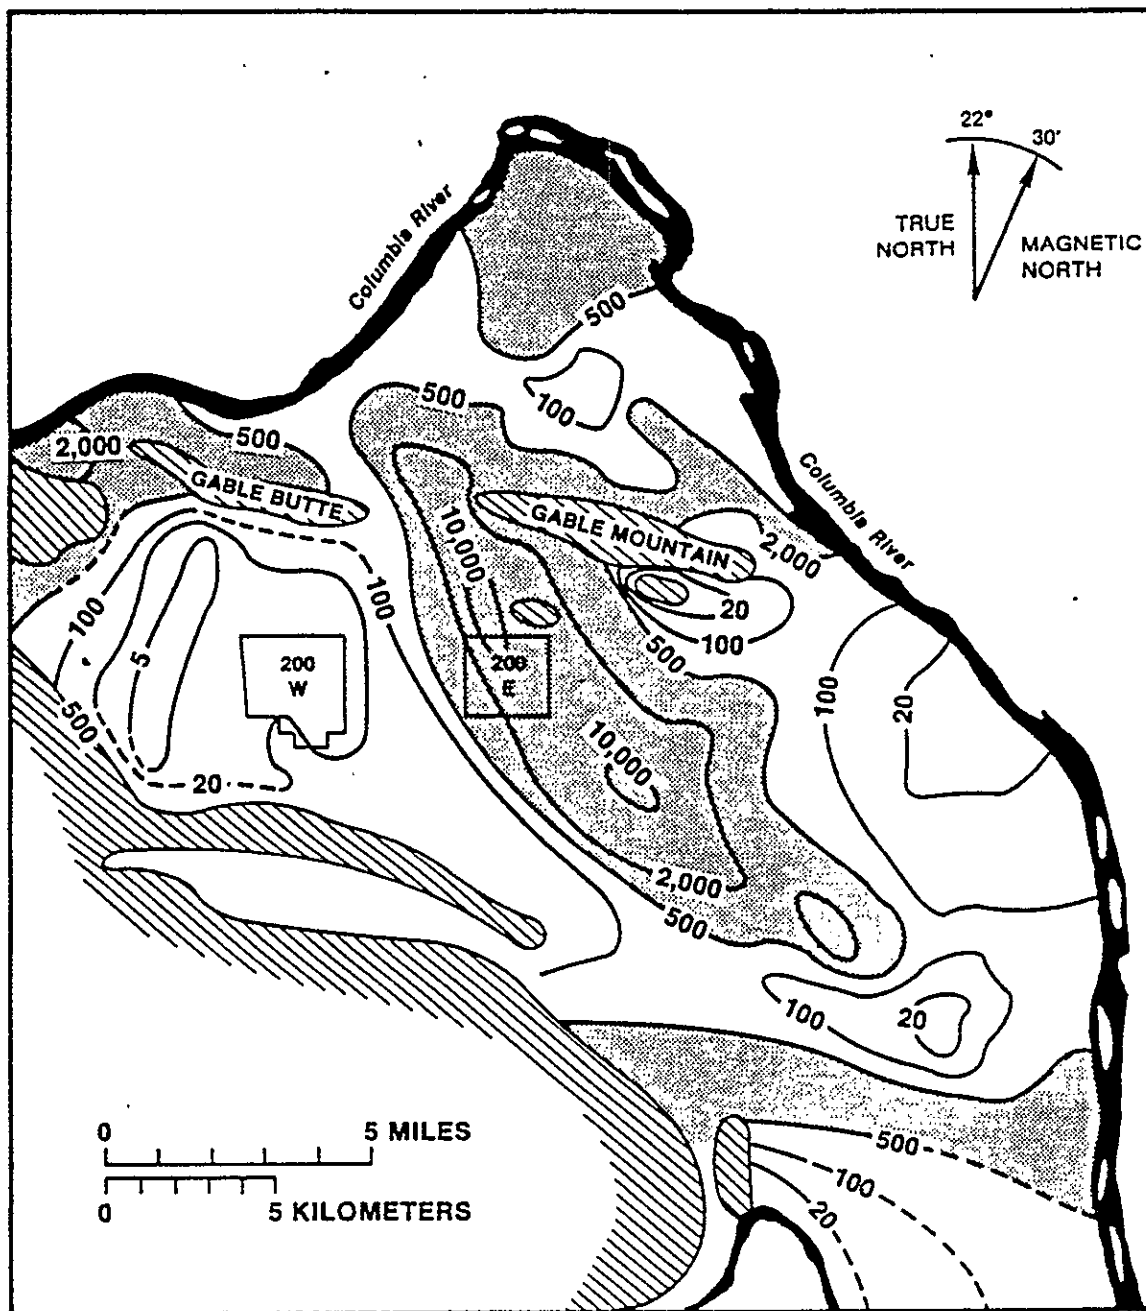 22°
30'
TRUE
NORTH
MAGNETIC
NORTH
Columbia River
500
100
500
500
2,000
GABLE BUTTE
GABLE MOUNTAIN
Columbia River
2,000
10,000
100
20
100
100
500
5
200
W
200
E
100
20
500
10,000
20
2,000
500
100
20
0
5 MILES
0
5 KILOMETERS
500
100
20